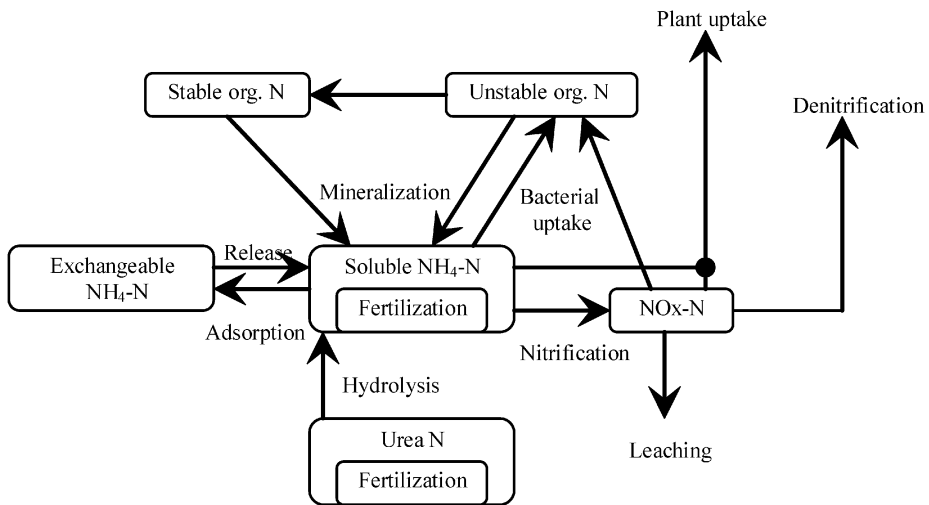 Plant uptake
Stable org. N
Unstable org. N
Denitrification
Mineralization
Bacterial
uptake
Release
Exchangeable
NH₄-N
Soluble NH₄-N
Fertilization
NOx-N
Adsorption
Nitrification
Hydrolysis
Urea N
Leaching
Fertilization